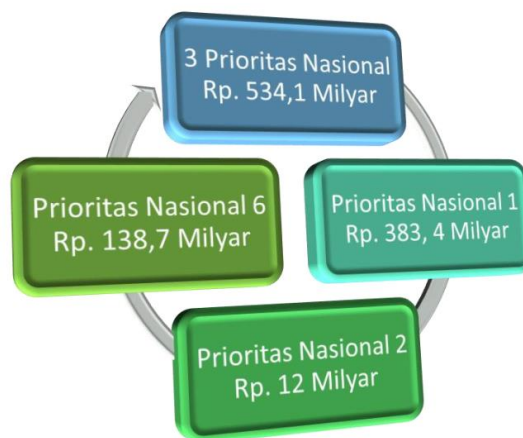 3 Prioritas Nasional
Rp. 534,1 Milyar
Prioritas Nasional 1
Rp. 383, 4 Milyar
Prioritas Nasional 2
Rp. 12 Milyar
Prioritas Nasional 6
Rp. 138,7 Milyar